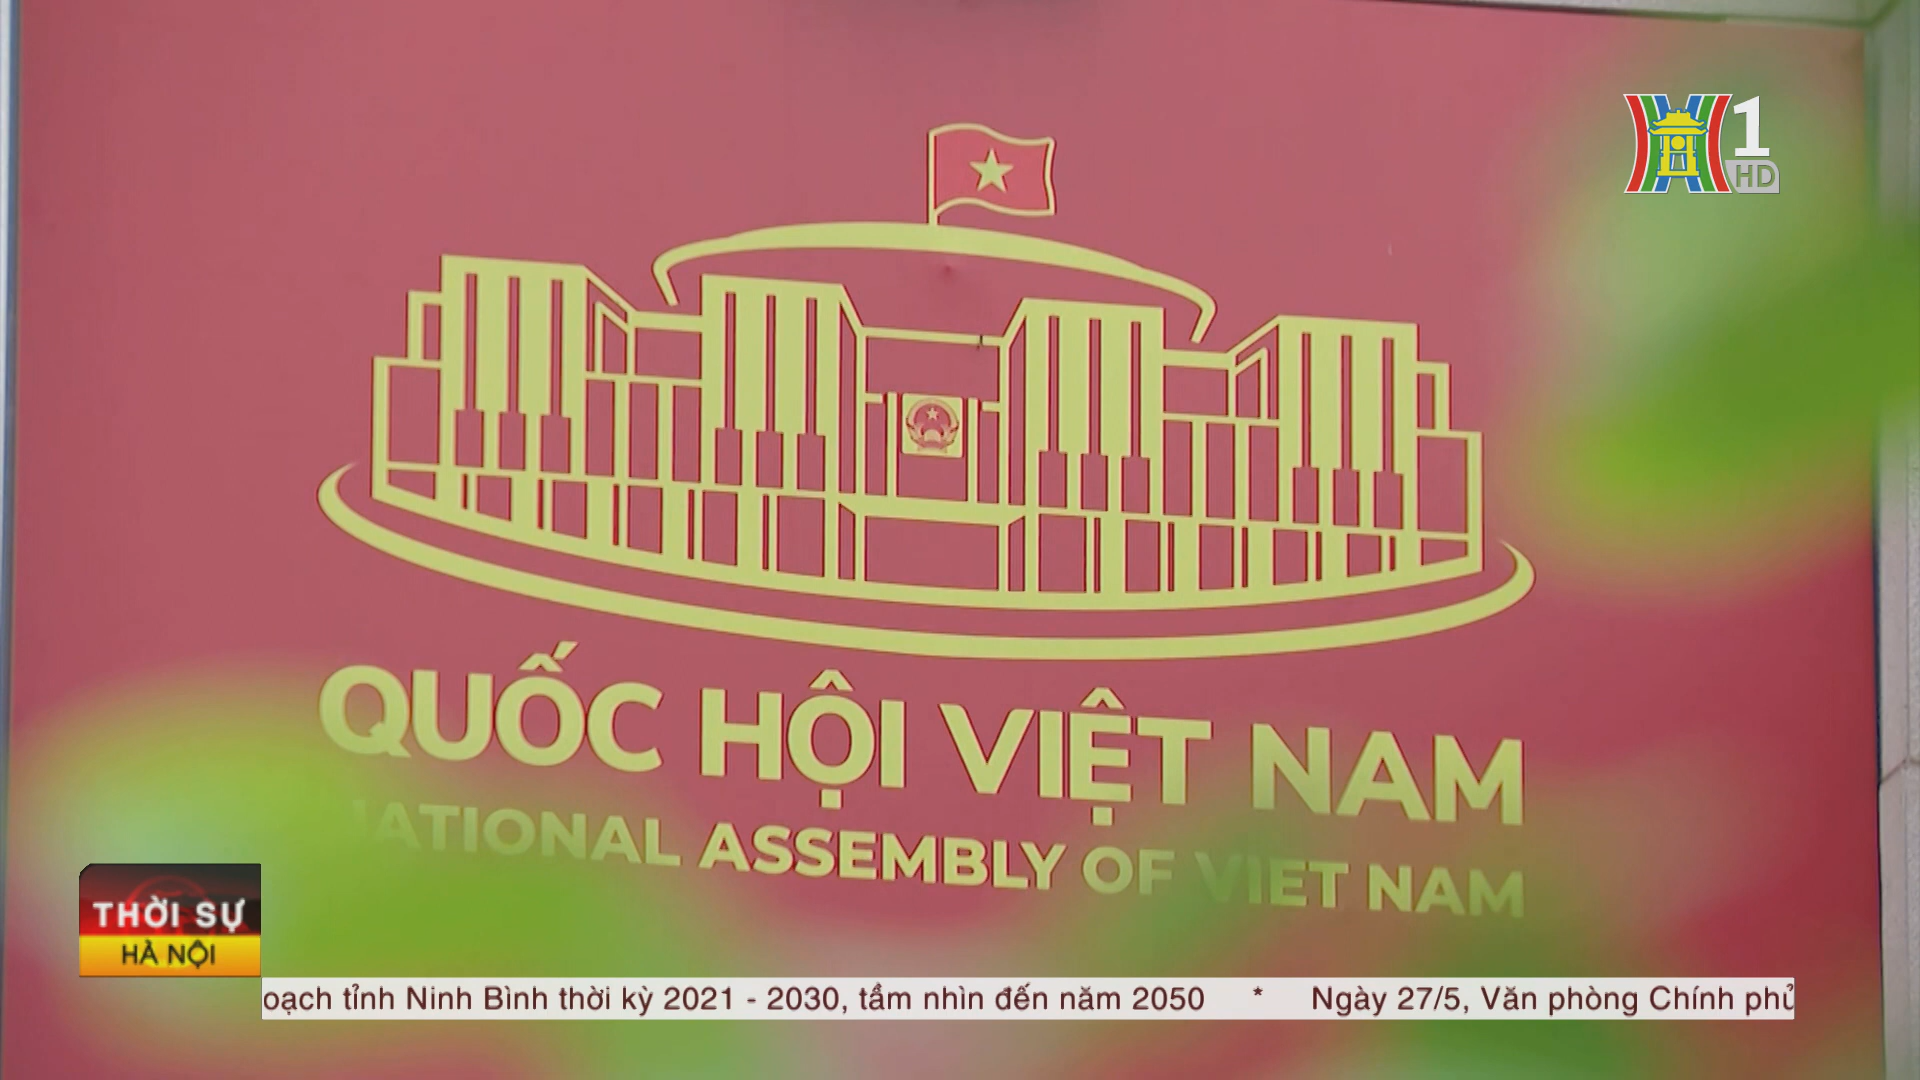 1
HD
QUỐC HỘI VIỆT NAM
NATIONAL ASSEMBLY OF VIET NAM
THỜI SỰ
HÀ NỘI
oạch tỉnh Ninh Bình thời kỳ 2021 - 2030, tầm nhìn đến năm 2050 * Ngày 27/5, Văn phòng Chính phủ